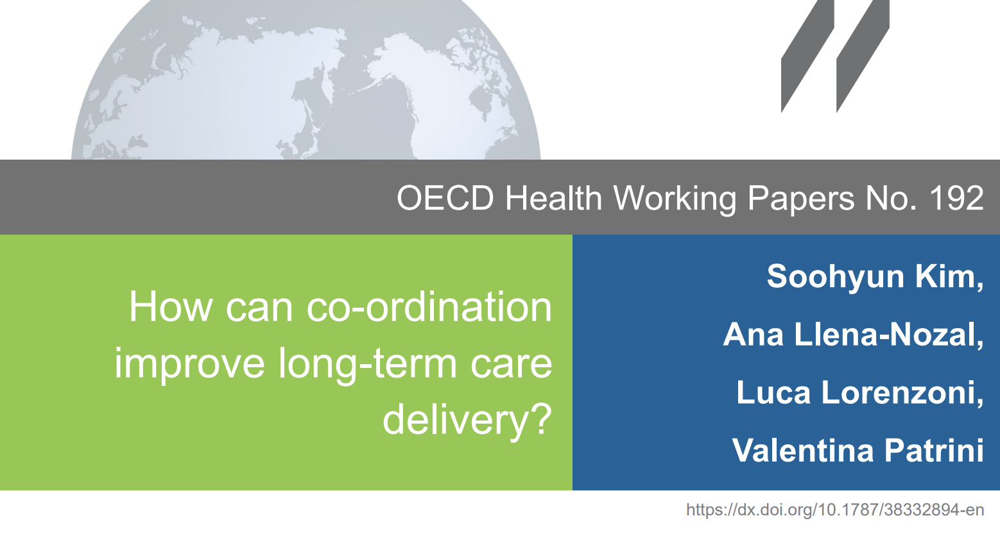 OECD Health Working Papers No. 192
How can co-ordination
improve long-term care
delivery?
Soohyun Kim,
Ana Llena-Nozal,
Luca Lorenzoni,
Valentina Patrini
https://dx.doi.org/10.1787/38332894-en